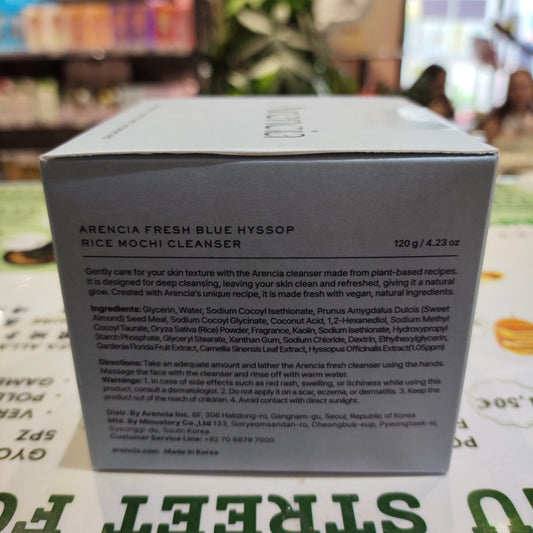 Arencia
ARENCIA FRESH BLUE HYSSOP
RICE MOCHI CLEANSER
120 g / 4.23 oz
Gently care for your skin texture with the Arencia cleanser made from plant-based recipes.
It is designed for deep cleansing, leaving your skin clean and refreshed, giving it a natural
glow. Created with Arencia's unique recipe, it is made fresh with vegan, natural ingredients.
Ingredients: Glycerin, Water, Sodium Cocoyl Isethionate, Prunus Amygdalus Dulcis (Sweet
Almond) Seed Meal, Sodium Cocoyl Glycinate, Coconut Acid, 1,2-Hexanediol, Sodium Methyl
Cocoyl Taurate, Oryza Sativa (Rice) Powder, Fragrance, Kaolin, Sodium Isethionate, Hydroxypropyl
Starch Phosphate, Glyceryl Stearate, Xanthan Gum, Sodium Chloride, Dextrin, Ethylhexylglycerin,
Gardenia Florida Fruit Extract, Camellia Sinensis Leaf Extract, Hyssopus Officinalis Extract(1.05ppm)
Directions: Take an adequate amount and lather the Arencia fresh cleanser using the hands.
Massage the face with the cleanser and rinse off with warm water.
Warnings: 1. In case of side effects such as red rash, swelling, or itchiness while using this
product, consult a dermatologist. 2. Do not apply it on a scar, eczema, or dermatitis. 3. Keep the
product out of the reach of children. 4. Avoid contact with direct sunlight.
Distr. By Arencia Inc. 6F, 306 Hakdong-ro, Gangnam-gu, Seoul, Republic of Korea
Mfd. By Minustory Co.,Ltd 133, Goryeomsandan-ro, Cheongbuk-eup, Pyeongtaek-si,
Gyeonggi-do, South Korea
Customer Service Line: +82 70 8879 7000
arencia.com Made in Korea
5PZ
STREET